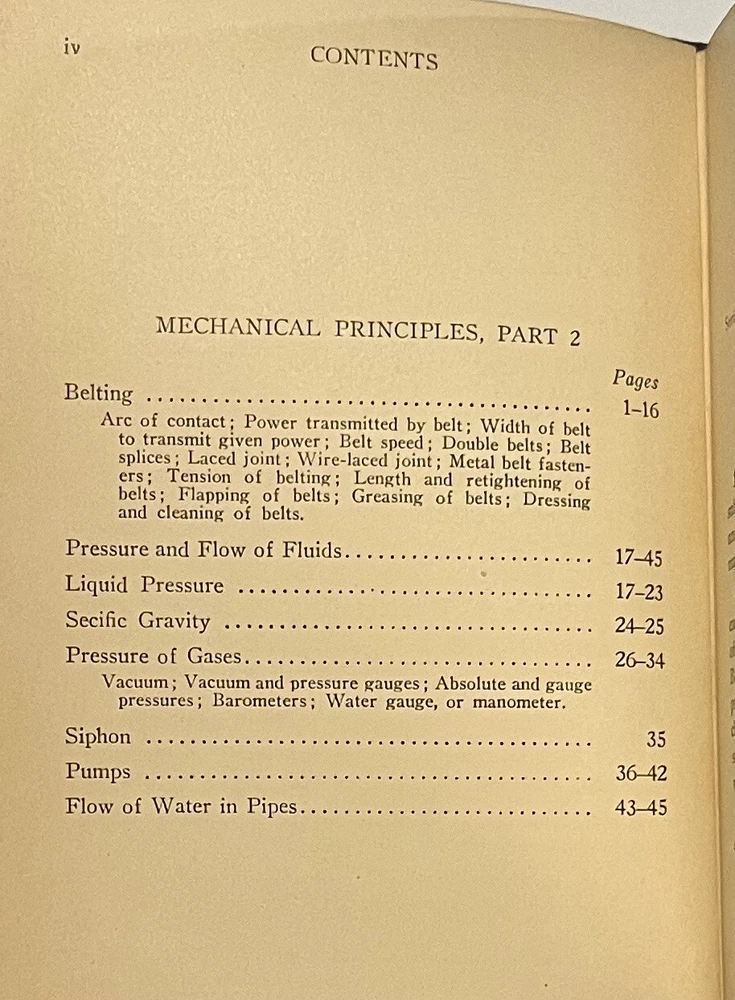 iv
CONTENTS
MECHANICAL PRINCIPLES, PART 2
Pages
Belting ........................................ 1–16
Arc of contact; Power transmitted by belt; Width of belt
to transmit given power; Belt speed; Double belts; Belt
splices; Laced joint; Wire-laced joint; Metal belt fasten-
ers; Tension of belting; Length and retightening of
belts; Flapping of belts; Greasing of belts; Dressing
and cleaning of belts.
Pressure and Flow of Fluids....................... 17–45
Liquid Pressure ................................ 17–23
Secific Gravity ................................. 24–25
Pressure of Gases................................ 26–34
Vacuum; Vacuum and pressure gauges; Absolute and gauge
pressures; Barometers; Water gauge, or manometer.
Siphon ........................................ 35
Pumps ........................................ 36–42
Flow of Water in Pipes........................... 43–45